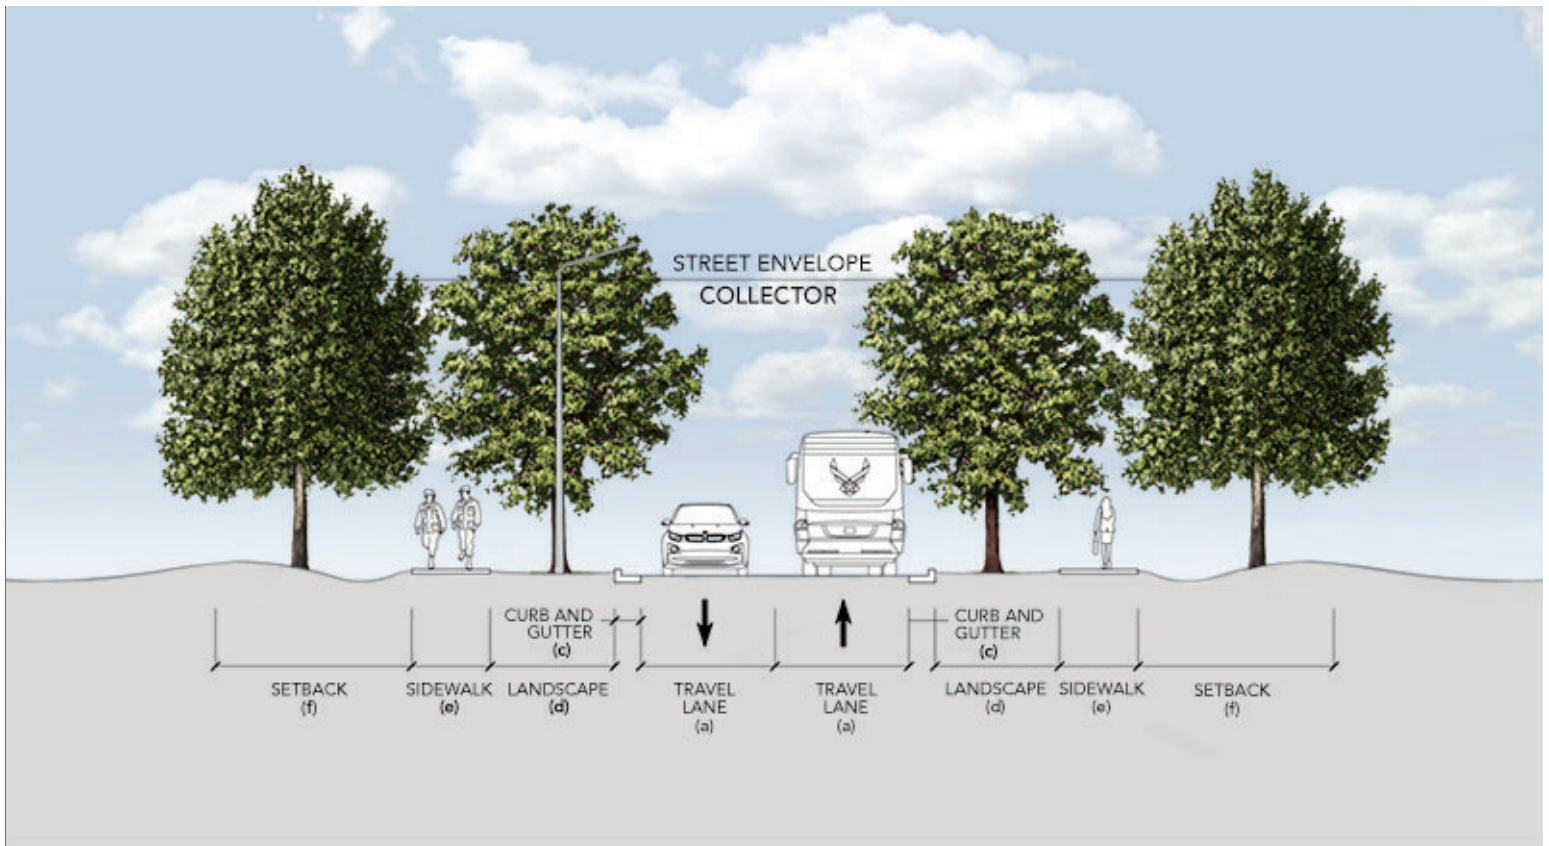 STREET ENVELOPE
COLLECTOR
CURB AND
GUTTER
(c)
CURB AND
GUTTER
(c)
SETBACK
(f)
SIDEWALK
(e)
LANDSCAPE
(d)
TRAVEL
LANE
(a)
TRAVEL
LANE
(a)
LANDSCAPE
(d)
SIDEWALK
(e)
SETBACK
(f)